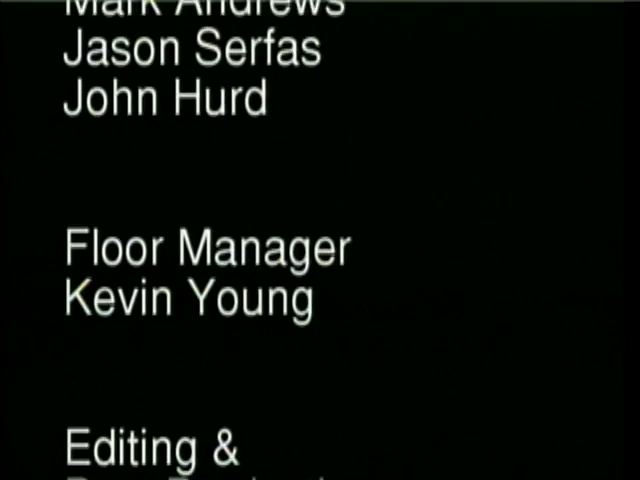 Mark Andrews
Jason Serfas
John Hurd
Floor Manager
Kevin Young
Editing &